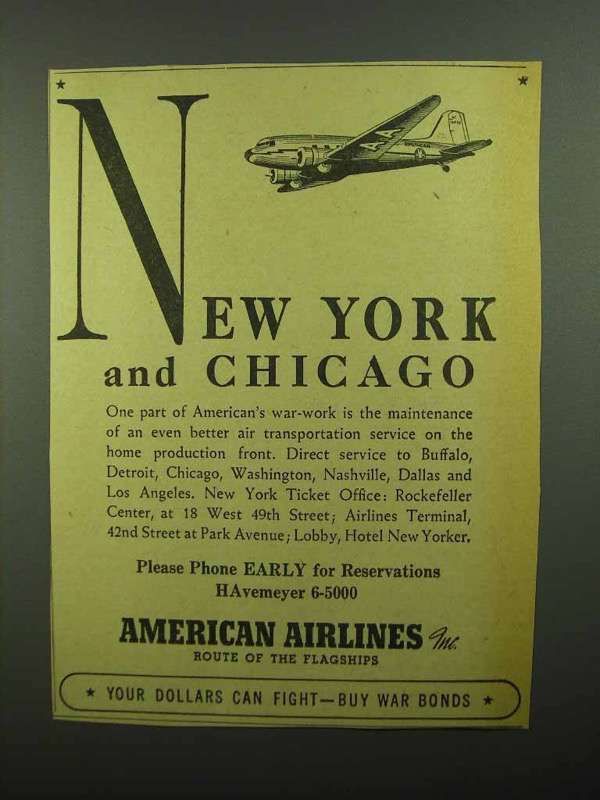 NEW YORK
and CHICAGO
One part of American's war-work is the maintenance
of an even better air transportation service on the
home production front. Direct service to Buffalo,
Detroit, Chicago, Washington, Nashville, Dallas and
Los Angeles. New York Ticket Office: Rockefeller
Center, at 18 West 49th Street; Airlines Terminal,
42nd Street at Park Avenue; Lobby, Hotel New Yorker.
Please Phone EARLY for Reservations
HAvemeyer 6-5000
AMERICAN AIRLINES Inc.
ROUTE OF THE FLAGSHIPS
★ YOUR DOLLARS CAN FIGHT—BUY WAR BONDS ★